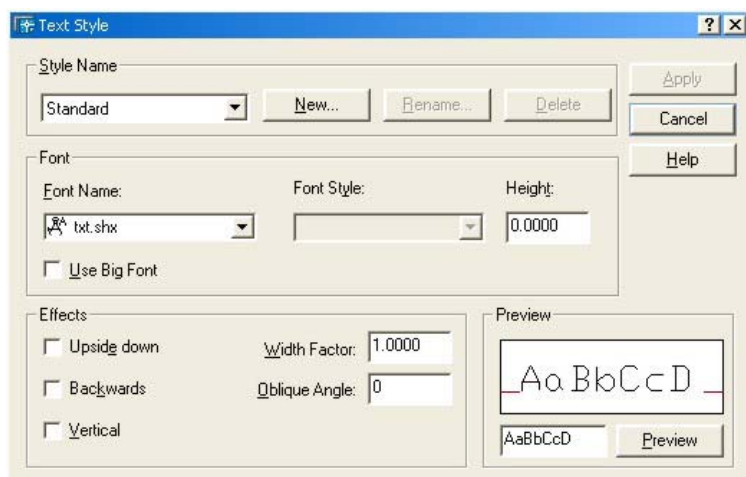 Text Style
Style Name
Standard
New...
Rename...
Delete
Apply
Cancel
Help
Font
Font Name:
Font Style:
Height:
txt.shx
0.0000
Use Big Font
Effects
Upside down
Width Factor:
1.0000
Backwards
Oblique Angle:
0
Vertical
Preview
AaBbCcD
AaBbCcD
Preview